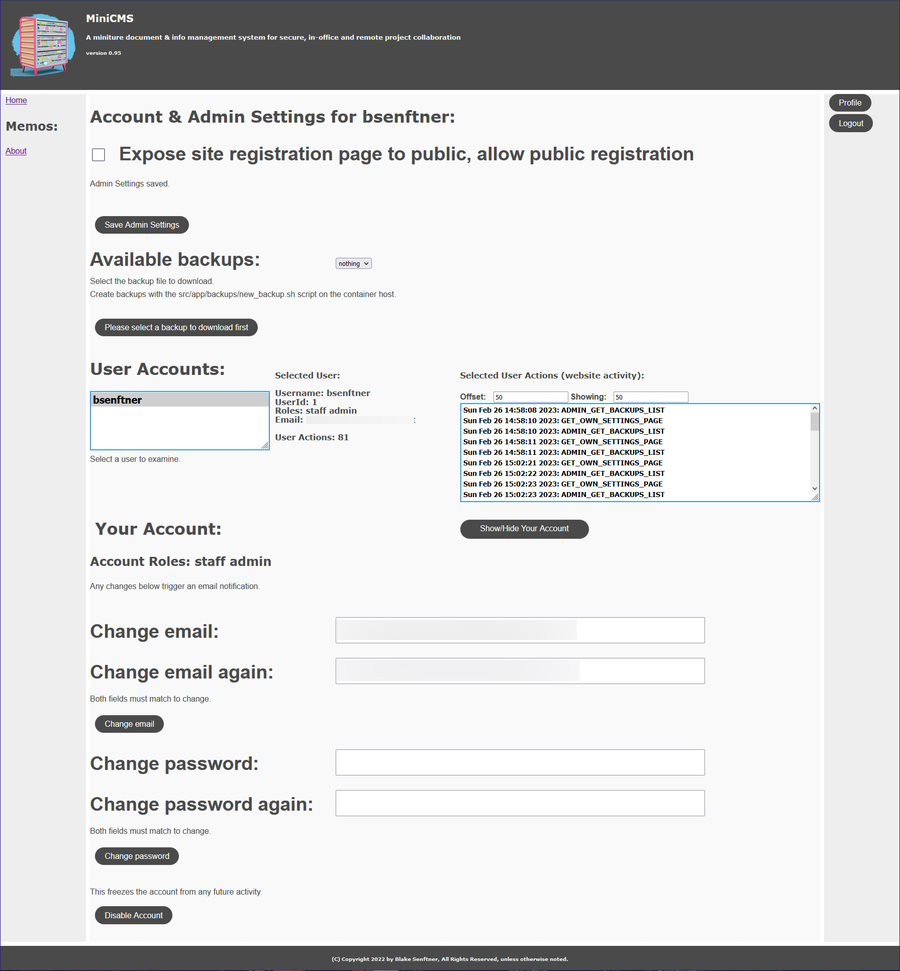 MiniCMS
A miniture document & info management system for secure, in-office and remote project collaboration
version 0.95
Home
Memos:
About
Profile
Logout
Account & Admin Settings for bsenftner:
Expose site registration page to public, allow public registration
Admin Settings saved.
Save Admin Settings
Available backups:
nothing
Select the backup file to download.
Create backups with the src/app/backups/new_backup.sh script on the container host.
Please select a backup to download first
User Accounts:
bsenftner
Select a user to examine.
Selected User:
Username: bsenftner
UserId: 1
Roles: staff admin
Email: :
User Actions: 81
Selected User Actions (website activity):
Offset: 50 Showing: 50
Sun Feb 26 14:58:08 2023: ADMIN_GET_BACKUPS_LIST
Sun Feb 26 14:58:10 2023: GET_OWN_SETTINGS_PAGE
Sun Feb 26 14:58:10 2023: ADMIN_GET_BACKUPS_LIST
Sun Feb 26 14:58:11 2023: GET_OWN_SETTINGS_PAGE
Sun Feb 26 14:58:11 2023: ADMIN_GET_BACKUPS_LIST
Sun Feb 26 15:02:21 2023: GET_OWN_SETTINGS_PAGE
Sun Feb 26 15:02:22 2023: ADMIN_GET_BACKUPS_LIST
Sun Feb 26 15:02:23 2023: GET_OWN_SETTINGS_PAGE
Sun Feb 26 15:02:23 2023: ADMIN_GET_BACKUPS_LIST
Your Account:
Show/Hide Your Account
Account Roles: staff admin
Any changes below trigger an email notification.
Change email:
Change email again:
Both fields must match to change.
Change email
Change password:
Change password again:
Both fields must match to change.
Change password
This freezes the account from any future activity.
Disable Account
(C) Copyright 2022 by Blake Senftner, All Rights Reserved, unless otherwise noted.